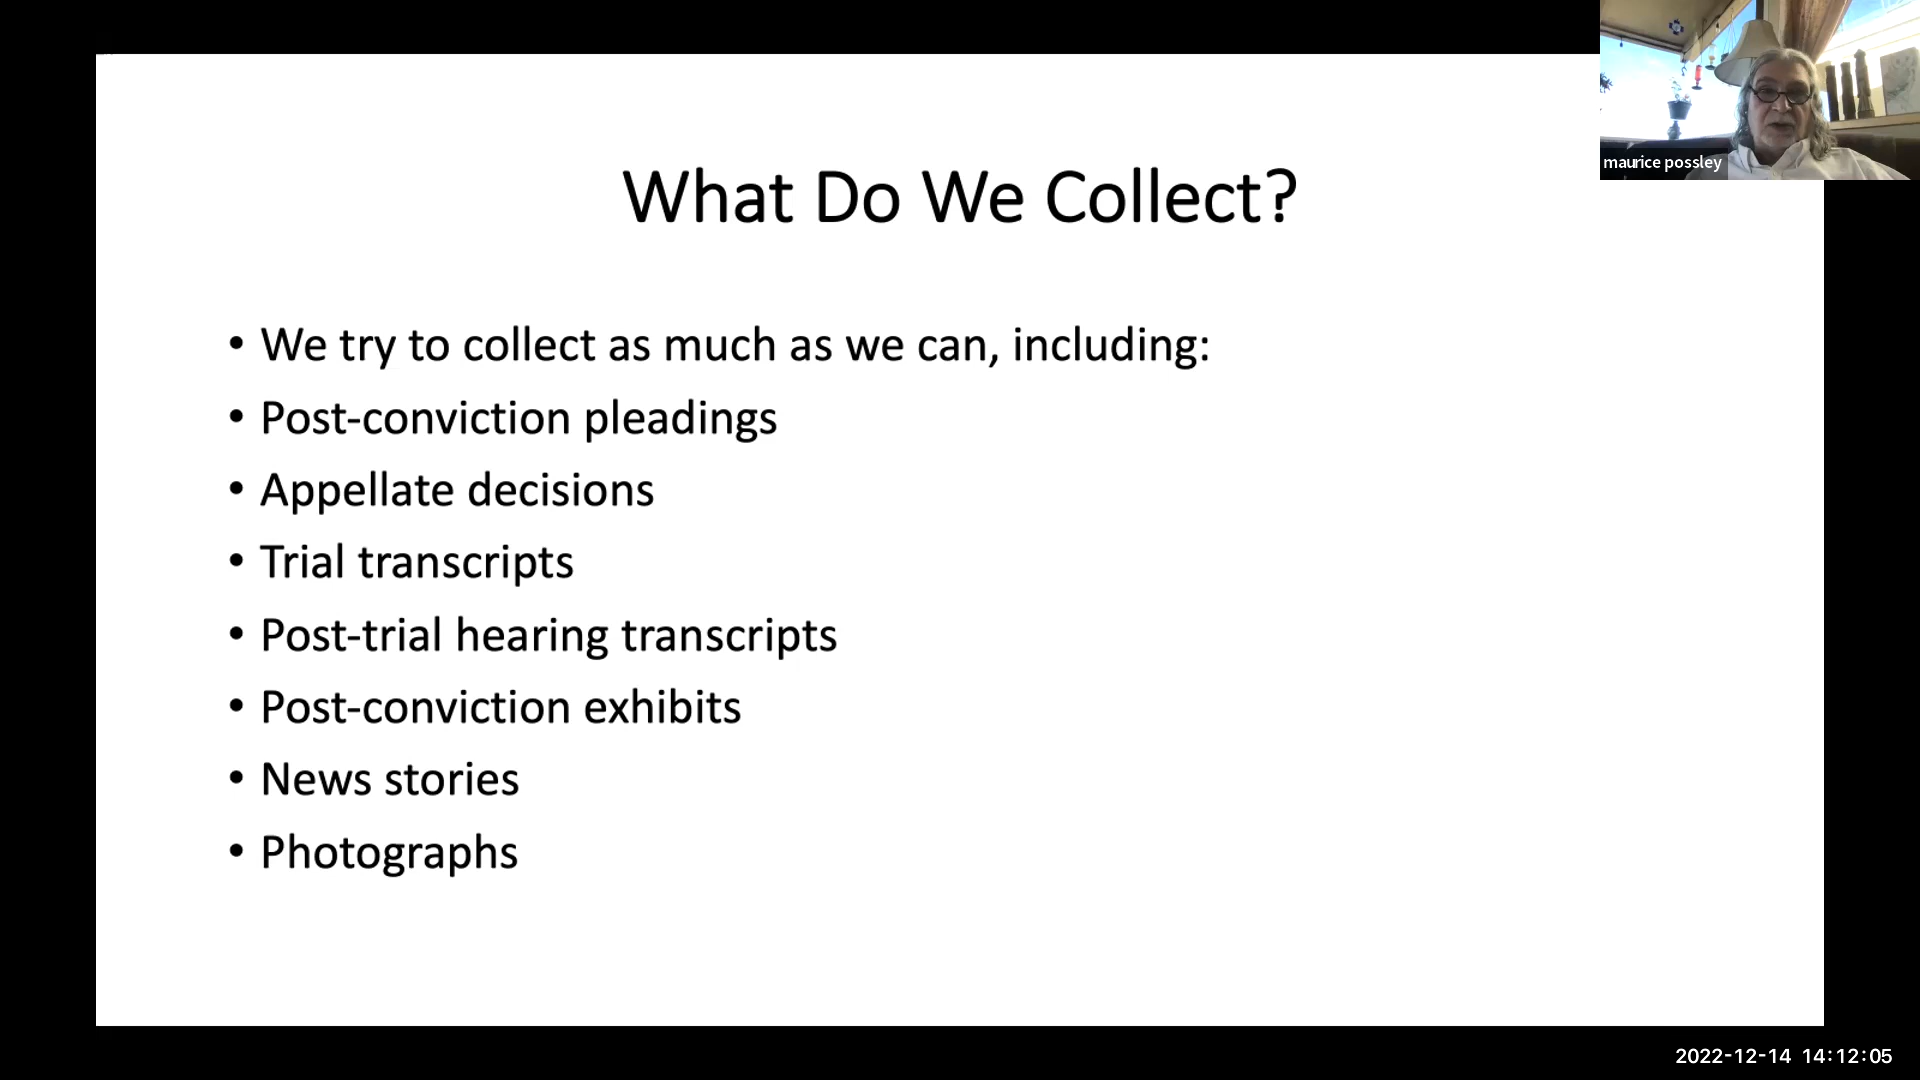 What Do We Collect?
• We try to collect as much as we can, including:
• Post-conviction pleadings
• Appellate decisions
• Trial transcripts
• Post-trial hearing transcripts
• Post-conviction exhibits
• News stories
• Photographs
maurice possley
2022-12-14 14:12:05